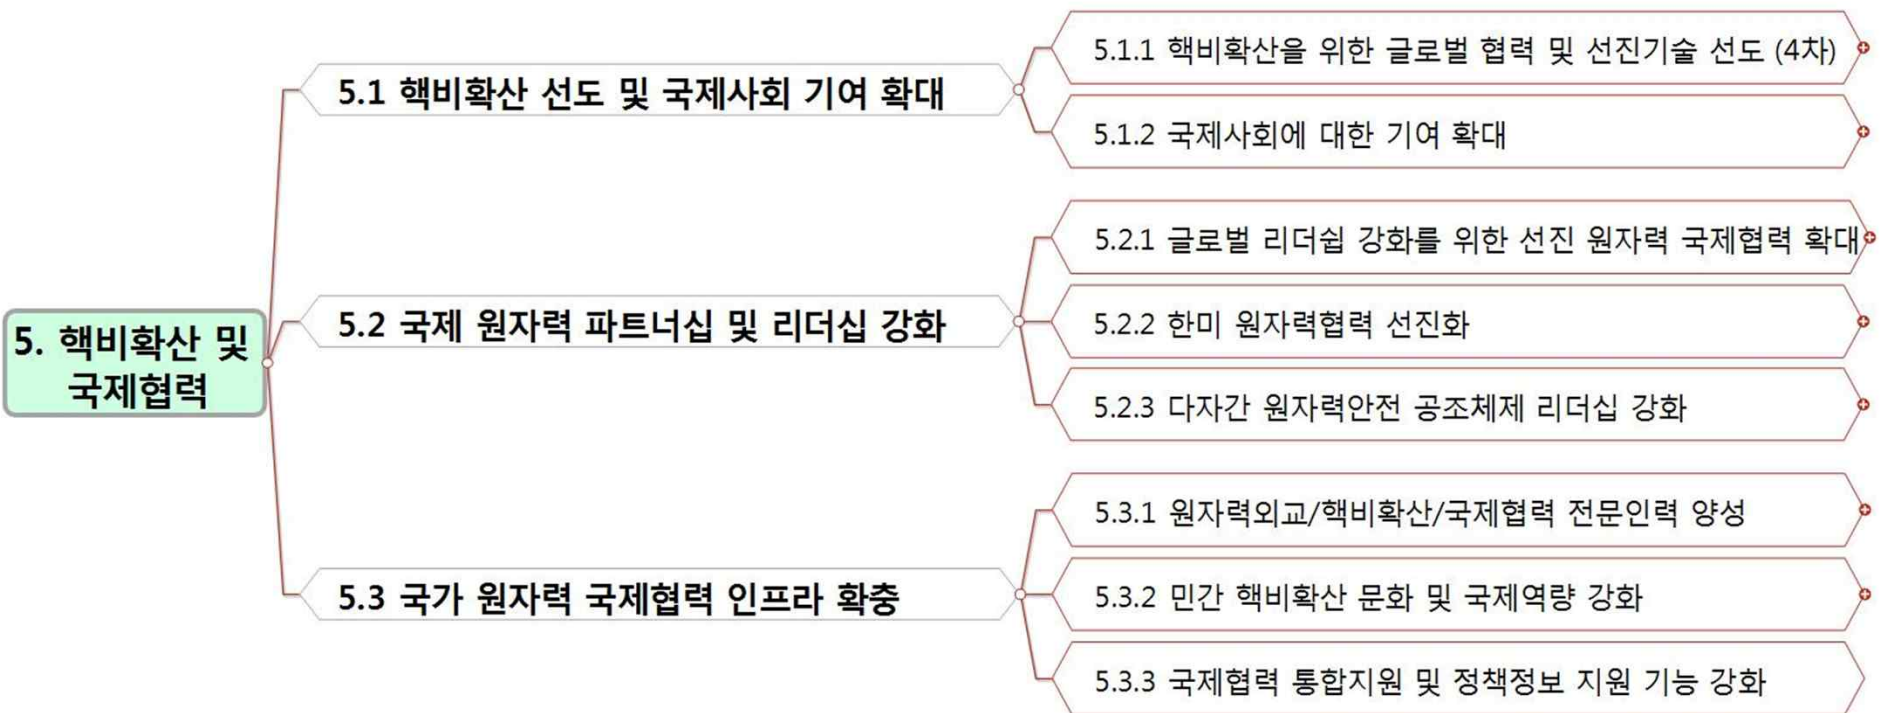 5. 핵비확산 및
국제협력
5.1 핵비확산 선도 및 국제사회 기여 확대
5.1.1 핵비확산을 위한 글로벌 협력 및 선진기술 선도 (4차)
5.1.2 국제사회에 대한 기여 확대
5.2 국제 원자력 파트너십 및 리더십 강화
5.2.1 글로벌 리더쉽 강화를 위한 선진 원자력 국제협력 확대
5.2.2 한미 원자력협력 선진화
5.2.3 다자간 원자력안전 공조체제 리더십 강화
5.3 국가 원자력 국제협력 인프라 확충
5.3.1 원자력외교/핵비확산/국제협력 전문인력 양성
5.3.2 민간 핵비확산 문화 및 국제역량 강화
5.3.3 국제협력 통합지원 및 정책정보 지원 기능 강화